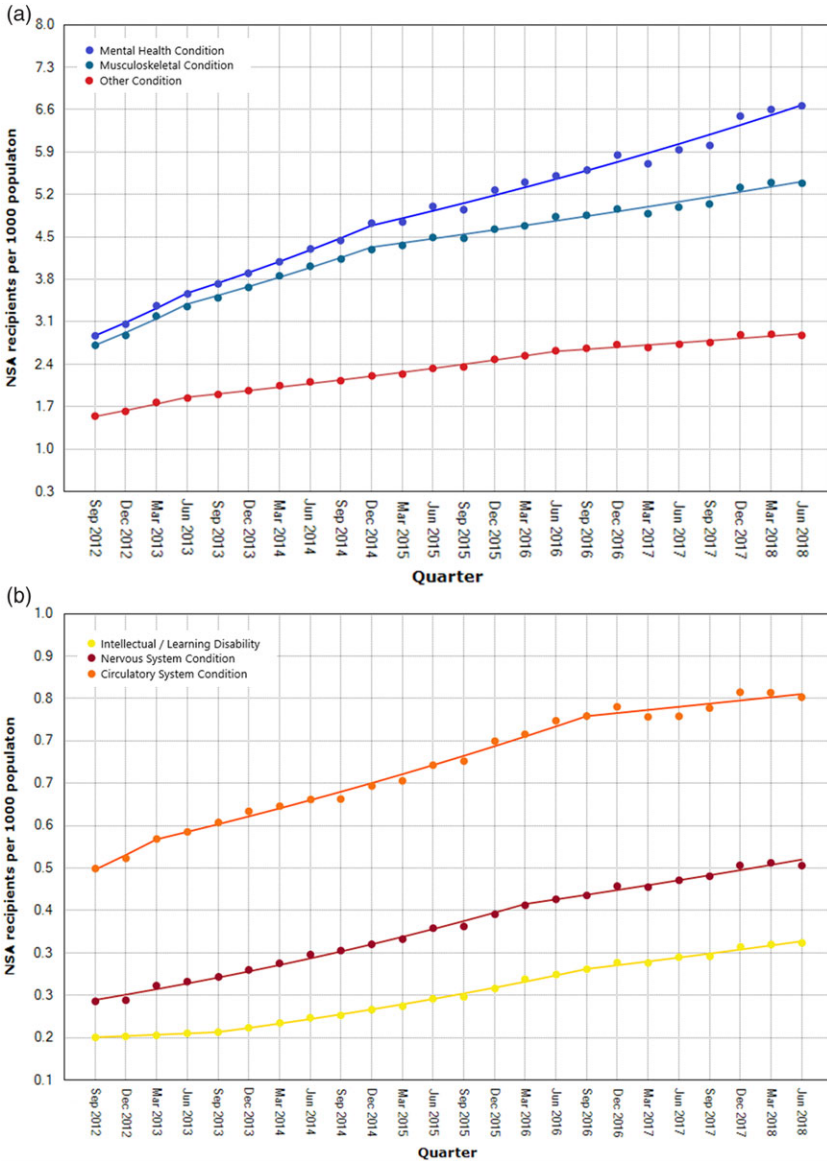 (a)
8.0
7.3
6.6
5.9
5.2
4.5
3.8
3.1
2.4
1.7
1.0
0.3
NSA recipients per 1000 populaton
Mental Health Condition
Musculoskeletal Condition
Other Condition
Sep 2012
Dec 2012
Mar 2013
Jun 2013
Sep 2013
Dec 2013
Mar 2014
Jun 2014
Sep 2014
Dec 2014
Mar 2015
Jun 2015
Sep 2015
Dec 2015
Mar 2016
Jun 2016
Sep 2016
Dec 2016
Mar 2017
Jun 2017
Sep 2017
Dec 2017
Mar 2018
Jun 2018
Quarter
(b)
1.0
0.9
0.8
0.7
0.7
0.6
0.5
0.4
0.3
0.3
0.2
0.1
NSA recipients per 1000 populaton
Intellectual / Learning Disability
Nervous System Condition
Circulatory System Condition
Sep 2012
Dec 2012
Mar 2013
Jun 2013
Sep 2013
Dec 2013
Mar 2014
Jun 2014
Sep 2014
Dec 2014
Mar 2015
Jun 2015
Sep 2015
Dec 2015
Mar 2016
Jun 2016
Sep 2016
Dec 2016
Mar 2017
Jun 2017
Sep 2017
Dec 2017
Mar 2018
Jun 2018
Quarter